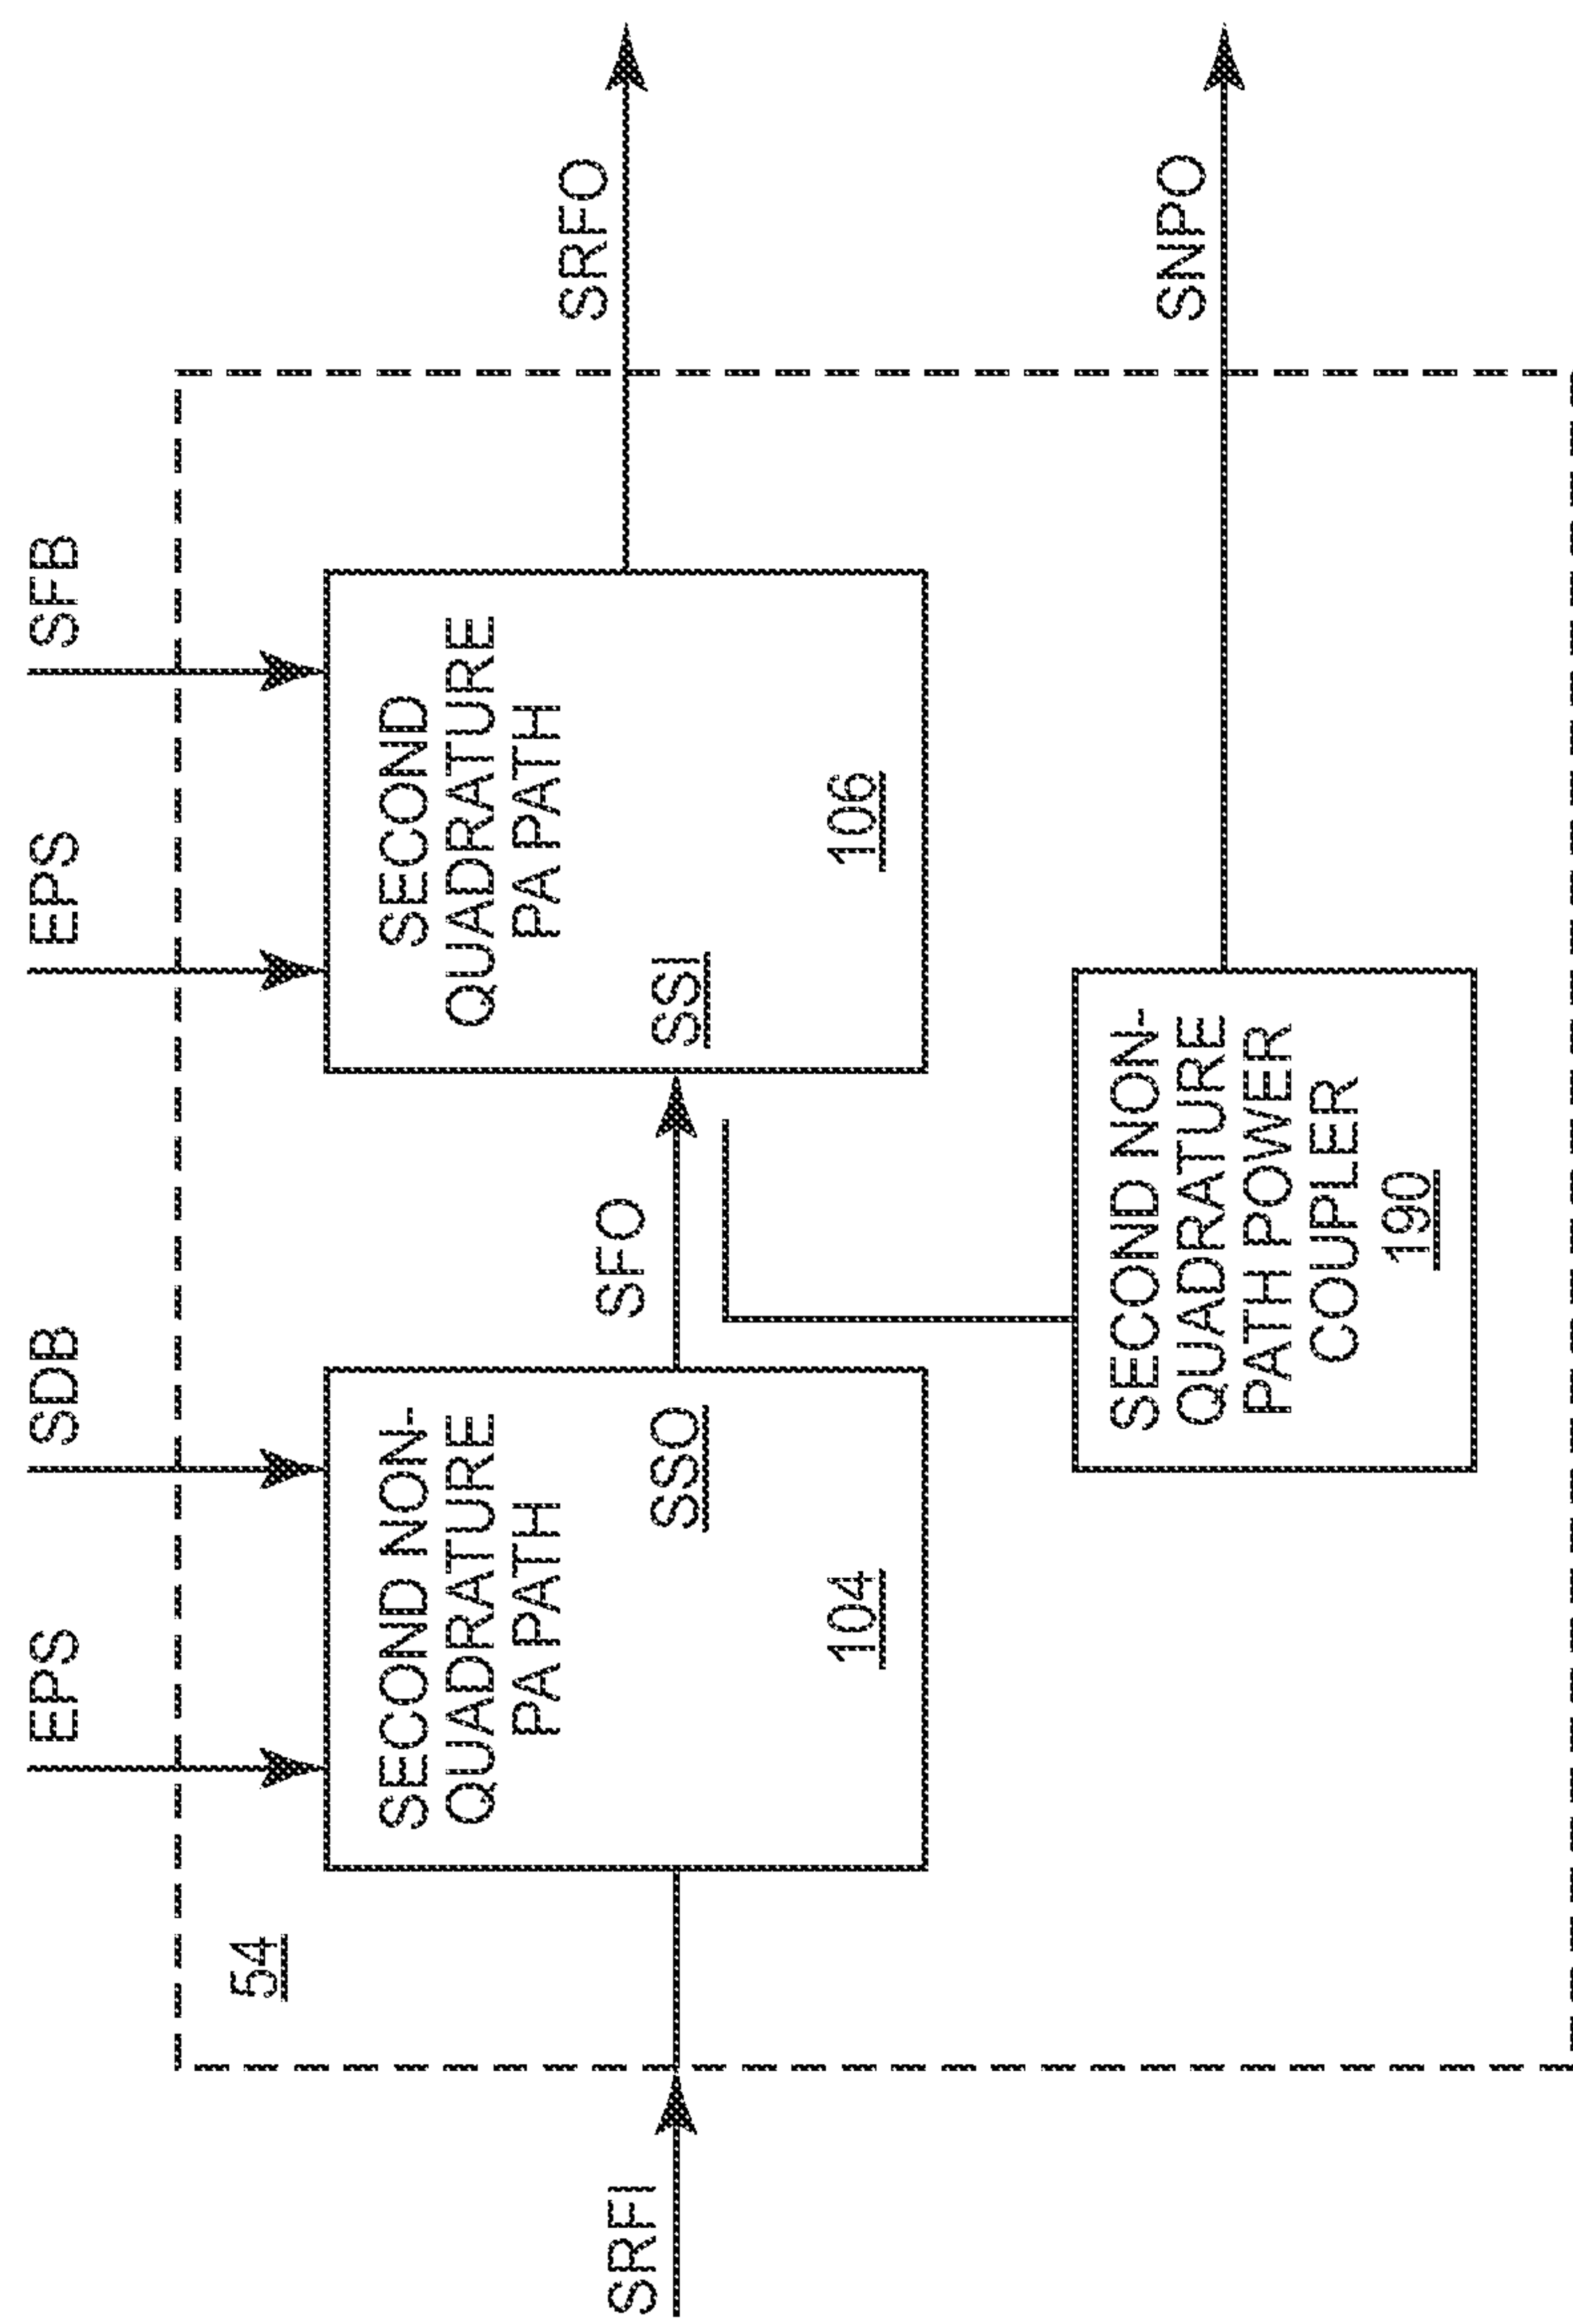 EPS
SDB
EPS
SFB
54
SECOND NON-
QUADRATURE
PA PATH
SSO
104
SECOND
QUADRATURE
PA PATH
SSI
106
SRFI
SFO
SRFO
SECOND NON-
QUADRATURE
PATH POWER
COUPLER
190
SNPO